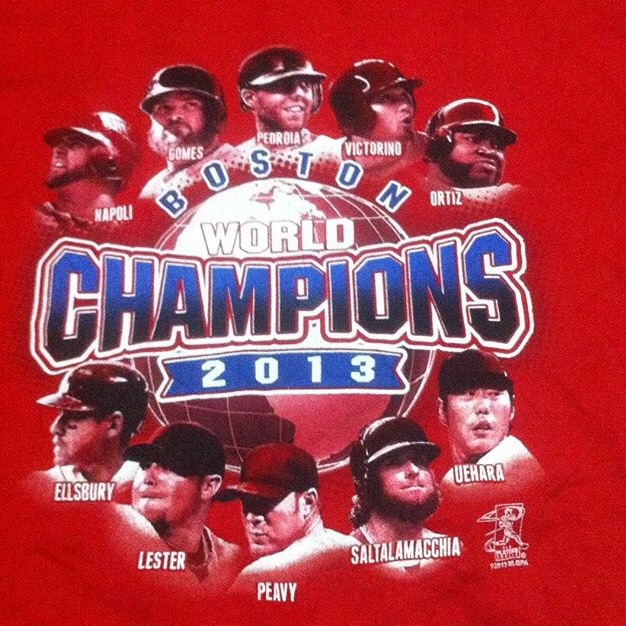 PEDROIA
GOMES
VICTORINO
NAPOLI
ORTIZ
BOSTON
WORLD
CHAMPIONS
2013
ELLSBURY
UEHARA
LESTER
SALTALAMACCHIA
PEAVY